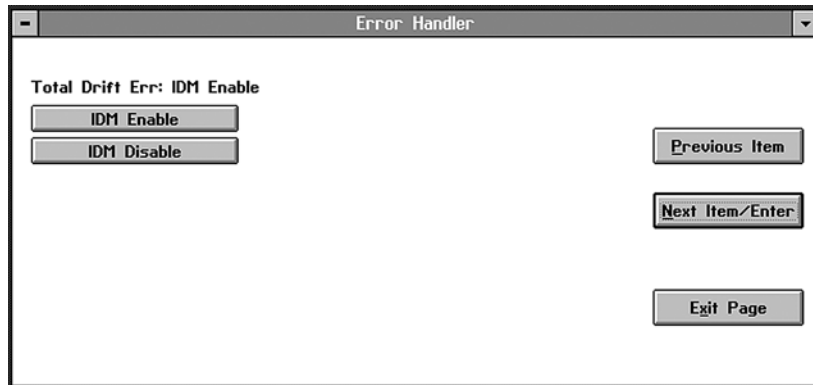 Error Handler
Total Drift Err: IDM Enable
IDM Enable
IDM Disable
Previous Item
Next Item/Enter
Exit Page